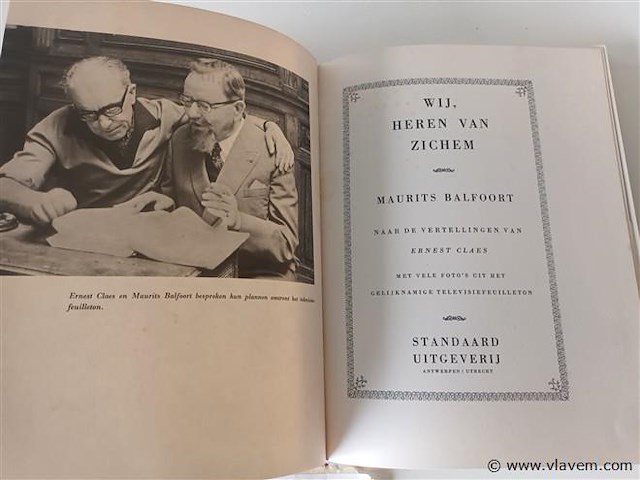 Ernest Claes en Maurits Balfoort bespreken hun plannen omtrent het televisie-
feuilleton.
WIJ,
HEREN VAN
ZICHEM
MAURITS BALFOORT
NAAR DE VERTELLINGEN VAN
ERNEST CLAES
MET VELE FOTO'S UIT HET
GELIJKNAMIGE TELEVISIEFEUILLETON
STANDAARD
UITGEVERIJ
ANTWERPEN | UTRECHT
© www.vlavem.com